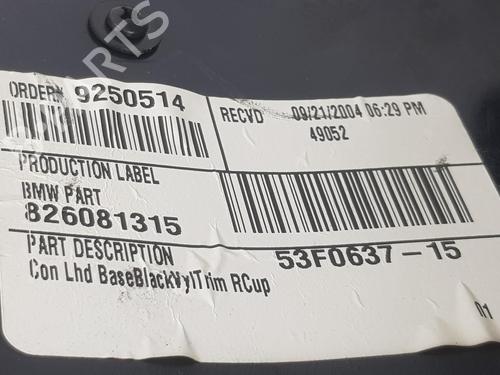 ORDER# 9250514
RECVD 09/21/2004 06:29 PM
49052
PRODUCTION LABEL
BMW PART
826081315
PART DESCRIPTION
Con Lhd BaseBlackVylTrim RCup
53F0637-15
01